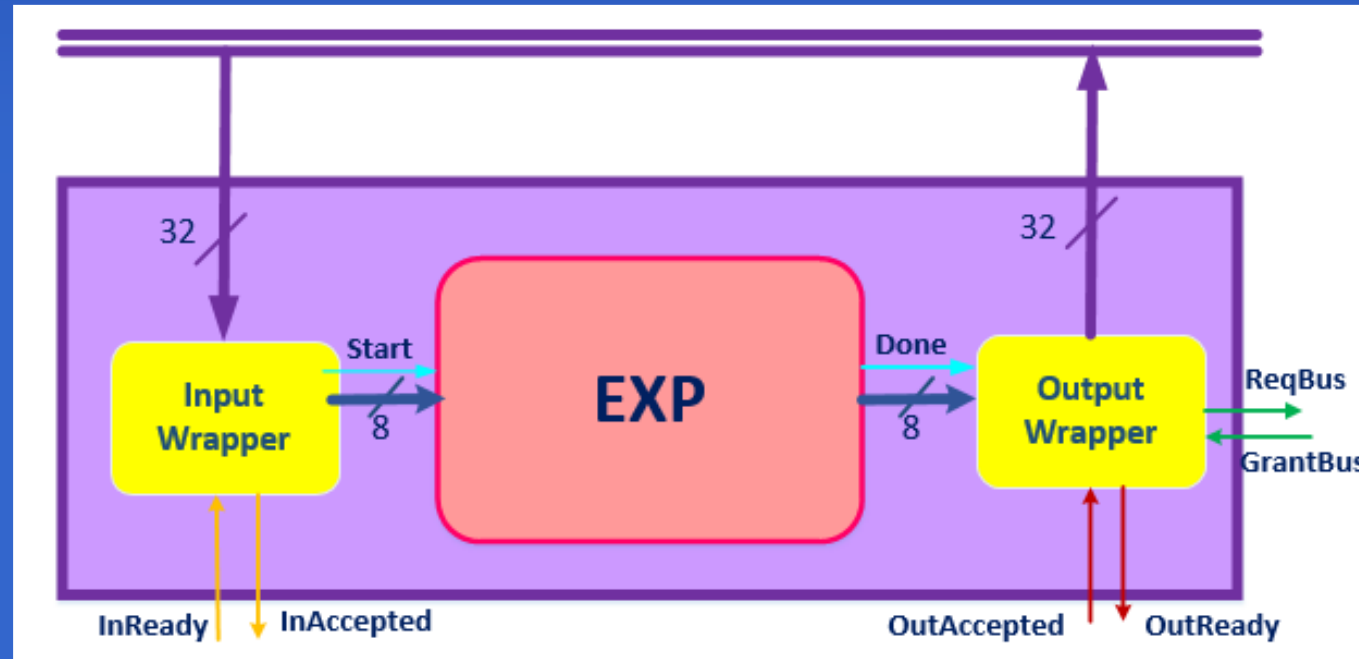 32
32
Start
Done
Input
Wrapper
EXP
Output
Wrapper
8
8
ReqBus
GrantBus
InReady
InAccepted
OutAccepted
OutReady